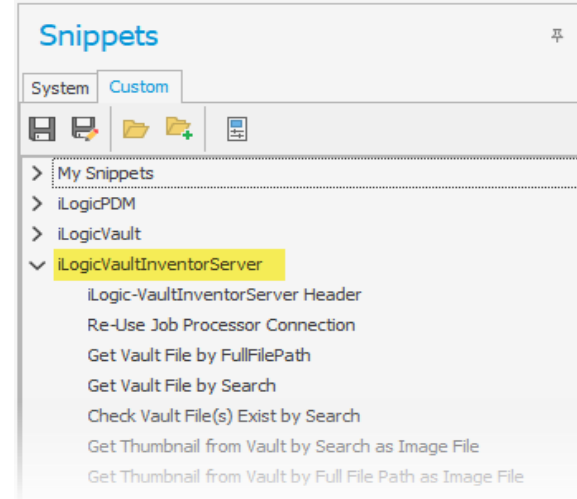 Snippets
System Custom
My Snippets
iLogicPDM
iLogicVault
iLogicVaultInventorServer
iLogic-VaultInventorServer Header
Re-Use Job Processor Connection
Get Vault File by FullFilePath
Get Vault File by Search
Check Vault File(s) Exist by Search
Get Thumbnail from Vault by Search as Image File
Get Thumbnail from Vault by Full File Path as Image File